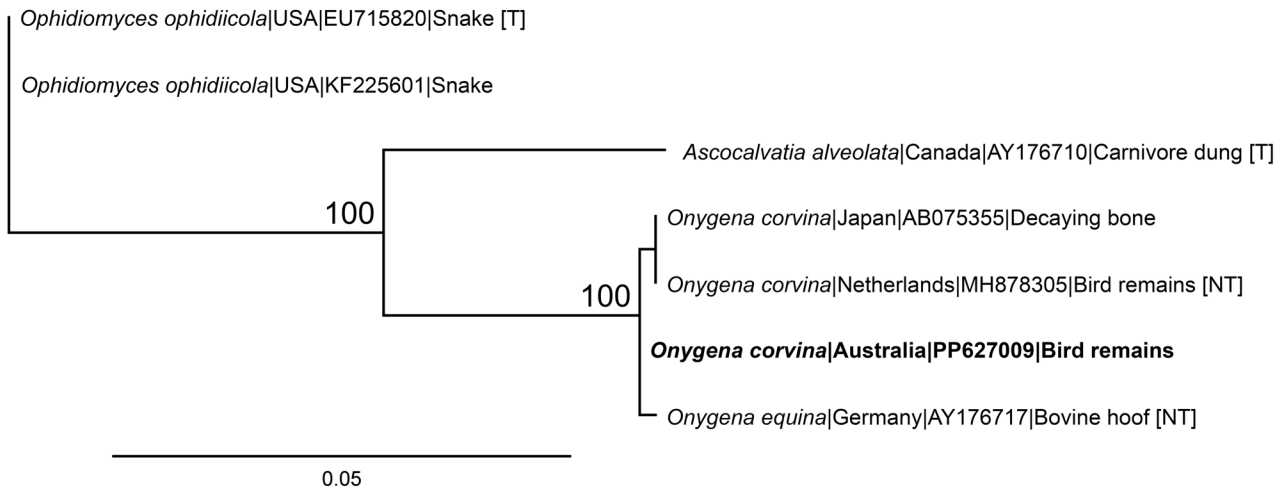 Ophidiomyces ophidiicola|USA|EU715820|Snake [T]
Ophidiomyces ophidiicola|USA|KF225601|Snake
Ascocalvatia alveolata|Canada|AY176710|Carnivore dung [T]
100
Onygena corvina|Japan|AB075355|Decaying bone
Onygena corvina|Netherlands|MH878305|Bird remains [NT]
100
Onygena corvina|Australia|PP627009|Bird remains
Onygena equina|Germany|AY176717|Bovine hoof [NT]
0.05